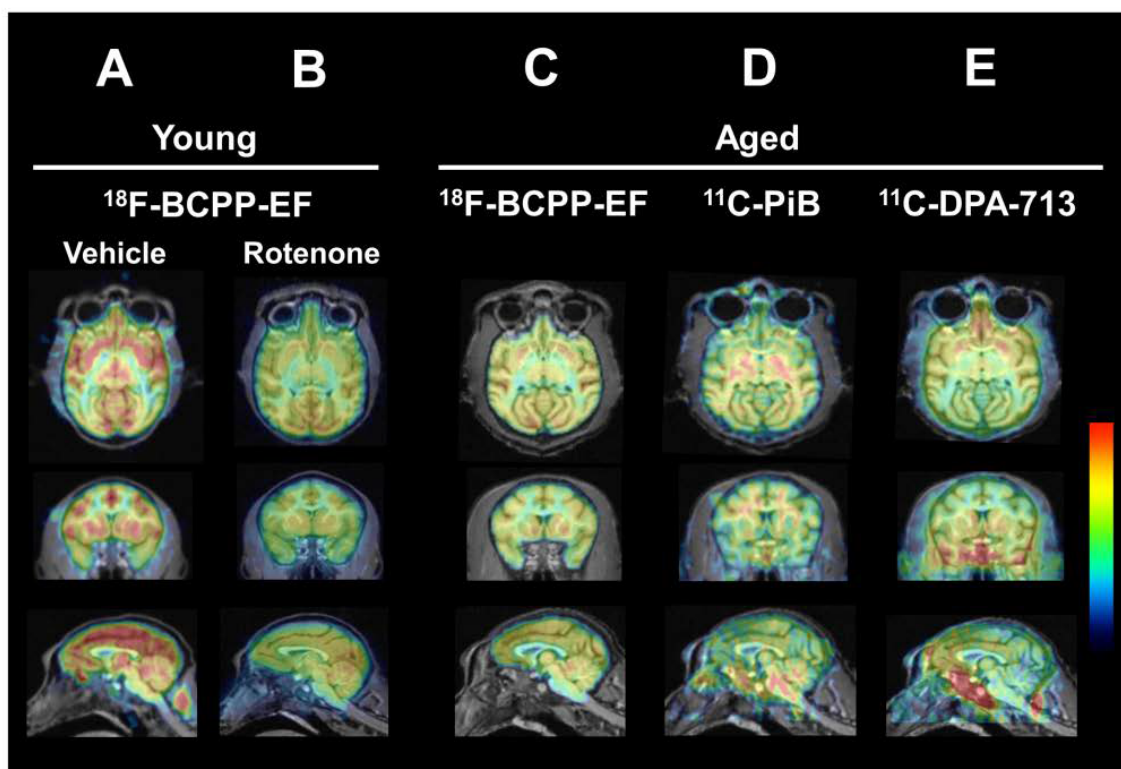 A B C D E
Young Aged
¹⁸F-BCPP-EF ¹⁸F-BCPP-EF ¹¹C-PiB ¹¹C-DPA-713
Vehicle Rotenone